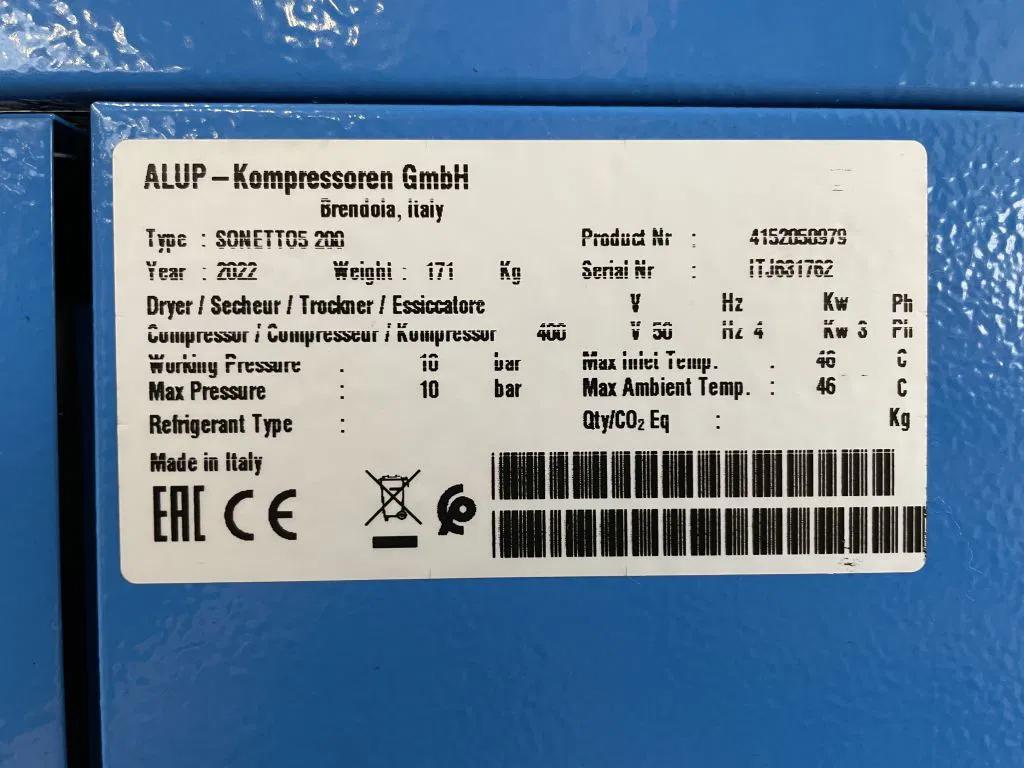 ALUP – Kompressoren GmbH
Brendola, Italy
Type : SONETTO5 200 Product Nr : 4152050979
Year : 2022 Weight : 171 Kg Serial Nr : ITJ631762
Dryer / Secheur / Trockner / Essiccatore V Hz Kw Ph
Compressor / Compresseur / Kompressor 400 V 50 Hz 4 Kw 3 Ph
Working Pressure : 10 bar Max Inlet Temp. : 46 C
Max Pressure : 10 bar Max Ambient Temp. : 46 C
Refrigerant Type : Qty/CO₂ Eq : Kg
Made in Italy
EAC CE